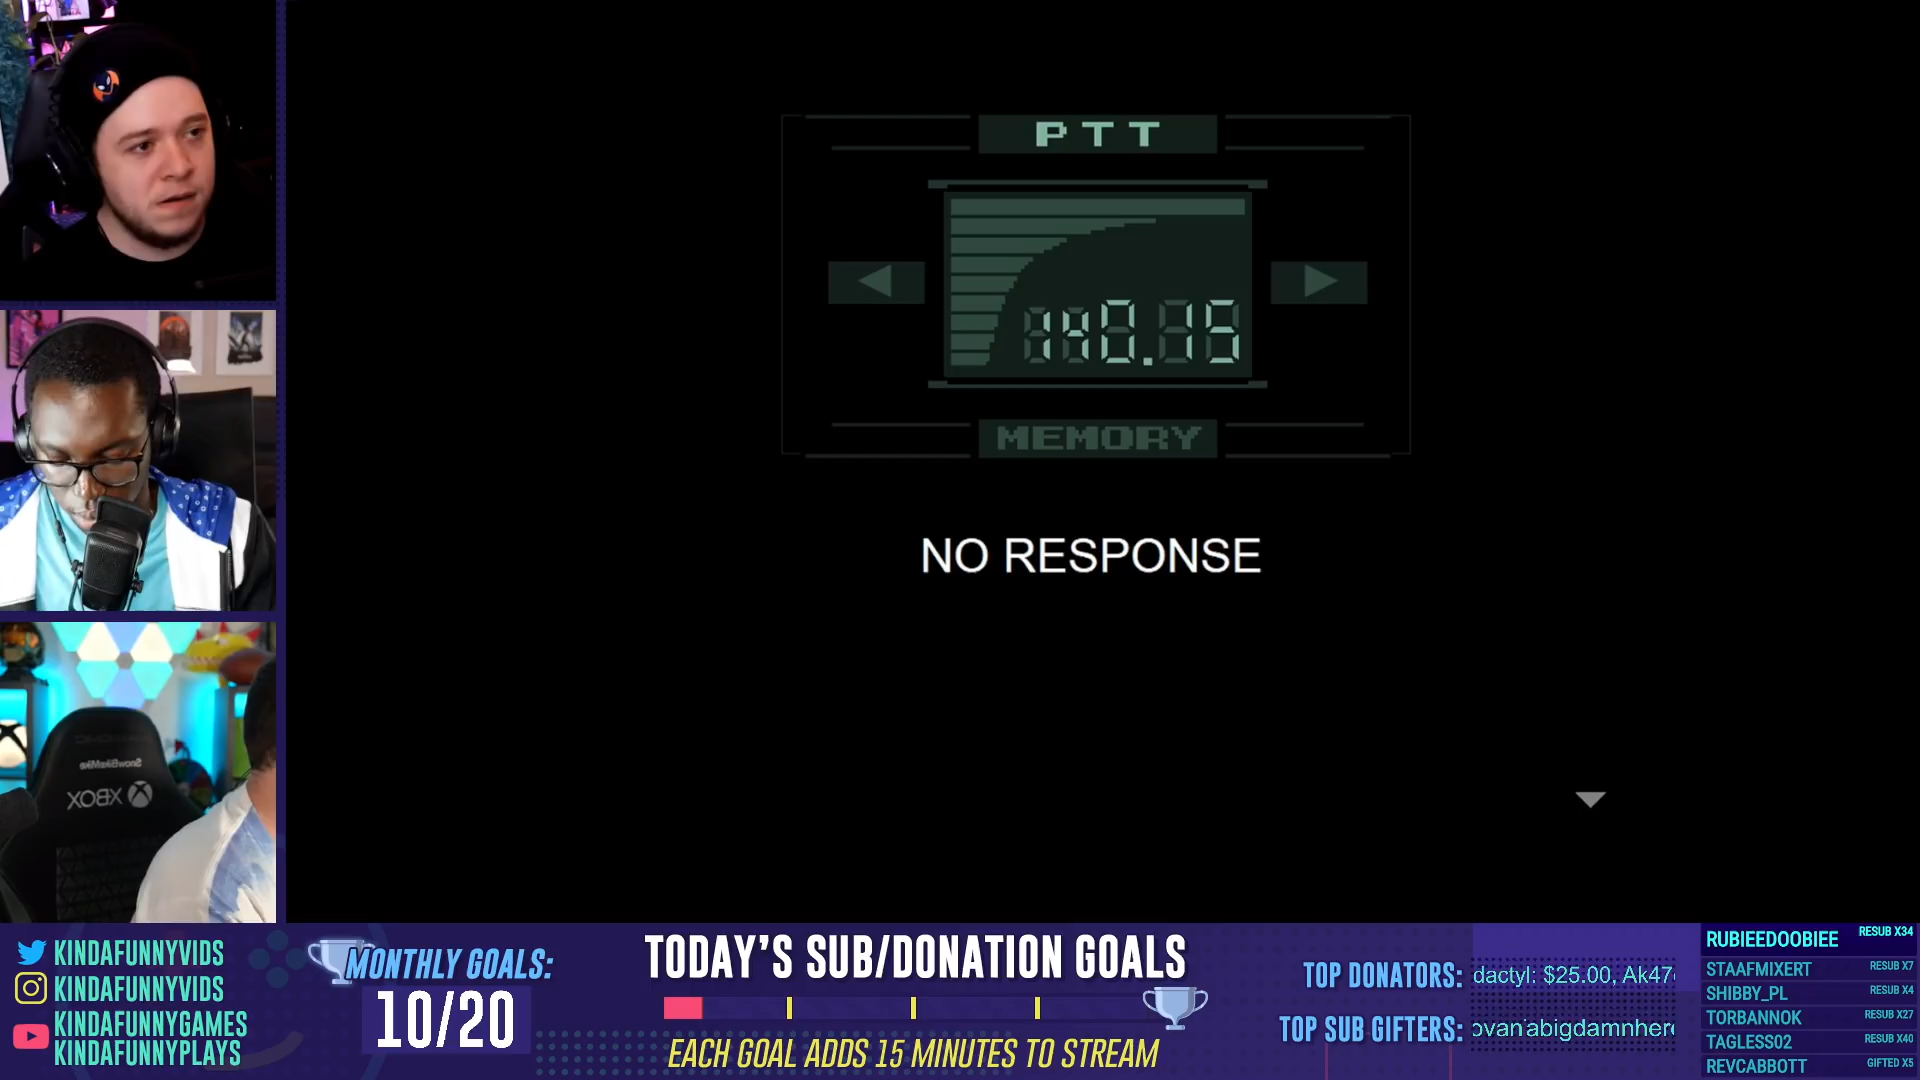 PTT
140.15
MEMORY
NO RESPONSE
SnowBikeMike
XBOX
KINDAFUNNYVIDS
KINDAFUNNYVIDS
KINDAFUNNYGAMES
KINDAFUNNYPLAYS
MONTHLY GOALS:
10/20
TODAY'S SUB/DONATION GOALS
EACH GOAL ADDS 15 MINUTES TO STREAM
TOP DONATORS: dactyl: $25.00, Ak47
TOP SUB GIFTERS: ovan'abigdamnher
RUBIEEDOOBIEE RESUB X34
STAAFMIXERT RESUB X7
SHIBBY_PL RESUB X4
TORBANNOK RESUB X27
TAGLESS02 RESUB X40
REVCABBOTT GIFTED X5